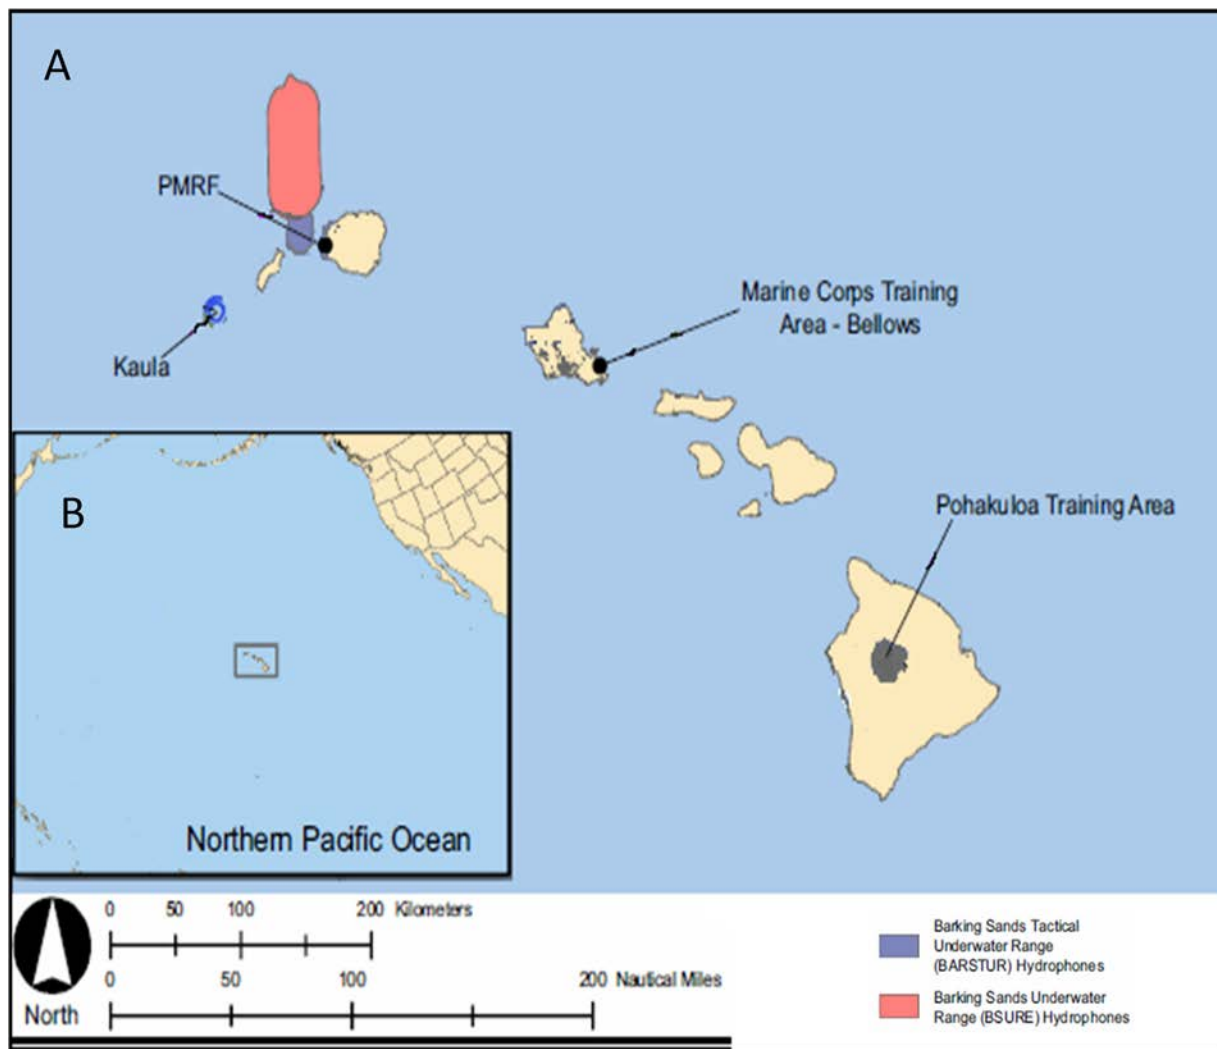 A
PMRF
Marine Corps Training
Area - Bellows
Kaula
Pohakuloa Training Area
B
Northern Pacific Ocean
0 50 100 200 Kilometers
0 50 100 200 Nautical Miles
North
Barking Sands Tactical
Underwater Range
(BARSTUR) Hydrophones
Barking Sands Underwater
Range (BSURE) Hydrophones